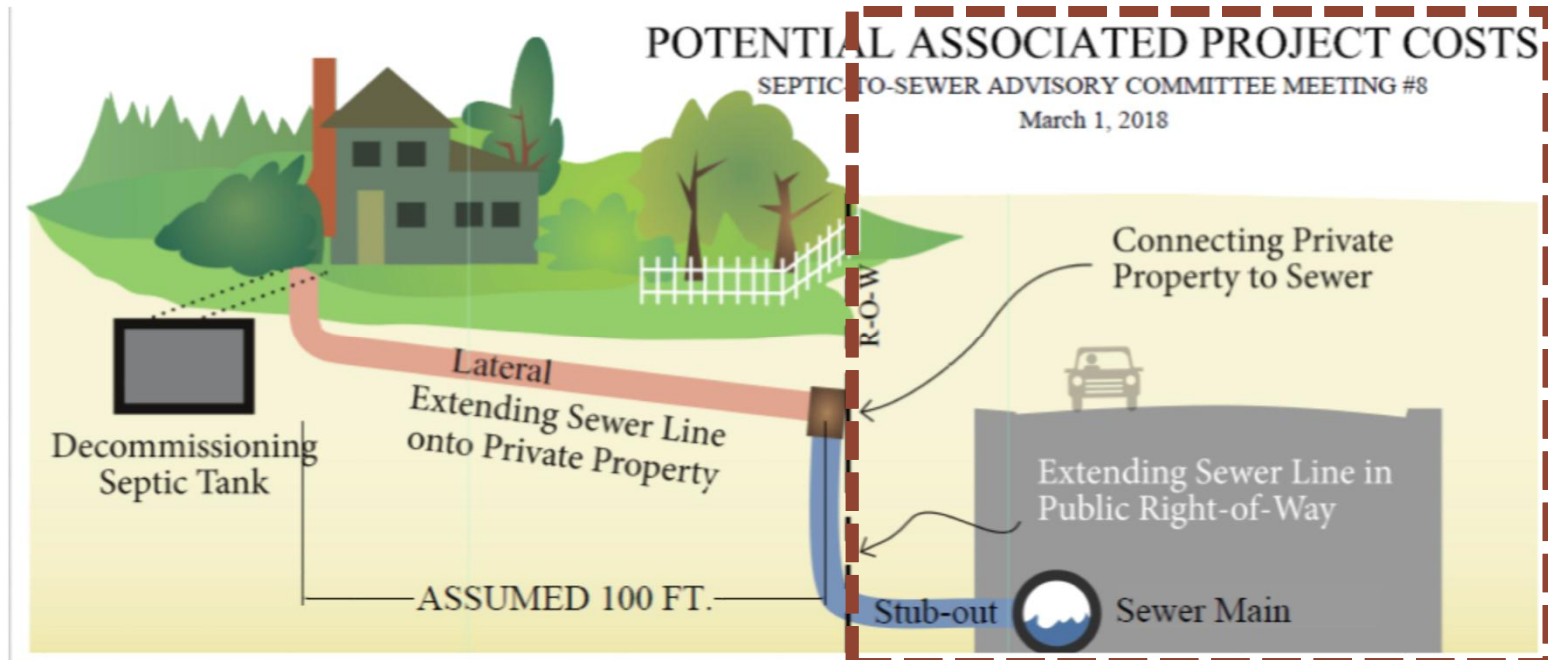 POTENTIAL ASSOCIATED PROJECT COSTS
SEPTIC-TO-SEWER ADVISORY COMMITTEE MEETING #8
March 1, 2018
R-O-W
Connecting Private
Property to Sewer
Lateral
Extending Sewer Line
onto Private Property
Decommissioning
Septic Tank
Extending Sewer Line in
Public Right-of-Way
ASSUMED 100 FT.
Stub-out
Sewer Main